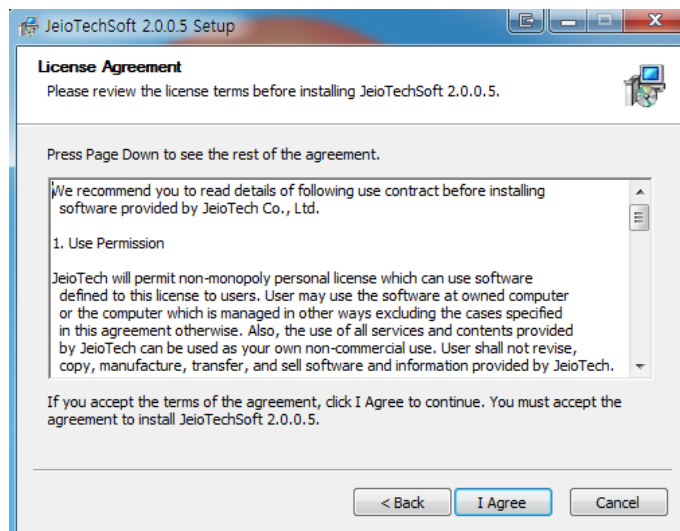 JeioTechSoft 2.0.0.5 Setup
License Agreement
Please review the license terms before installing JeioTechSoft 2.0.0.5.
Press Page Down to see the rest of the agreement.
We recommend you to read details of following use contract before installing
software provided by JeioTech Co., Ltd.
1. Use Permission
JeioTech will permit non-monopoly personal license which can use software
defined to this license to users. User may use the software at owned computer
or the computer which is managed in other ways excluding the cases specified
in this agreement otherwise. Also, the use of all services and contents provided
by JeioTech can be used as your own non-commercial use. User shall not revise,
copy, manufacture, transfer, and sell software and information provided by JeioTech.
If you accept the terms of the agreement, click I Agree to continue. You must accept the
agreement to install JeioTechSoft 2.0.0.5.
< Back I Agree Cancel